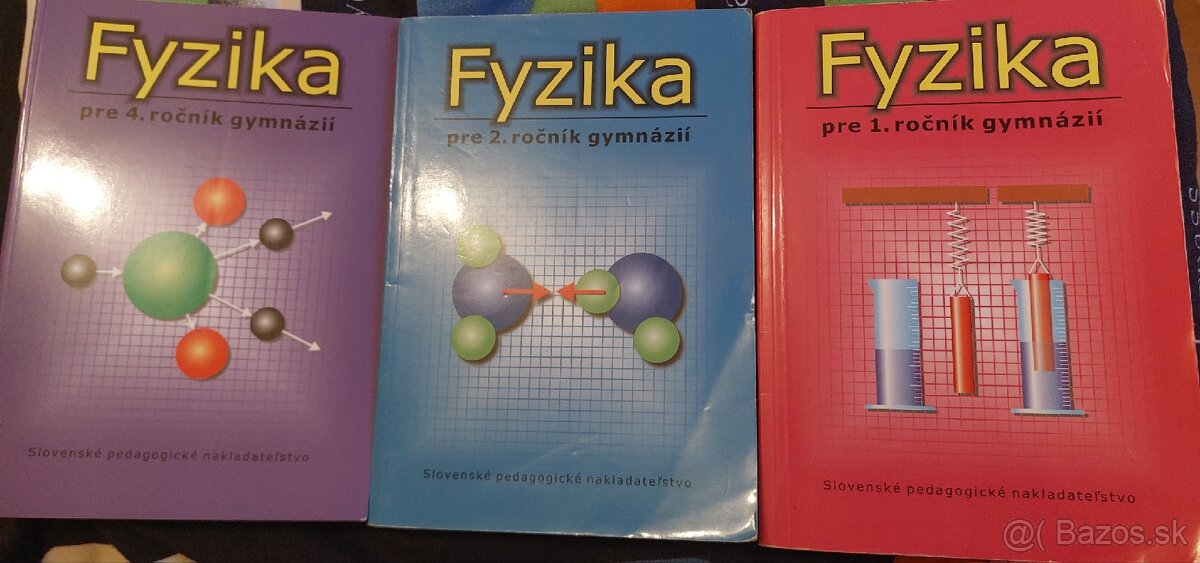 Fyzika
pre 4. ročník gymnázií
Slovenské pedagogické nakladateľstvo
Fyzika
pre 2. ročník gymnázií
Slovenské pedagogické nakladateľstvo
Fyzika
pre 1. ročník gymnázií
Slovenské pedagogické nakladateľstvo
@( Bazos.sk